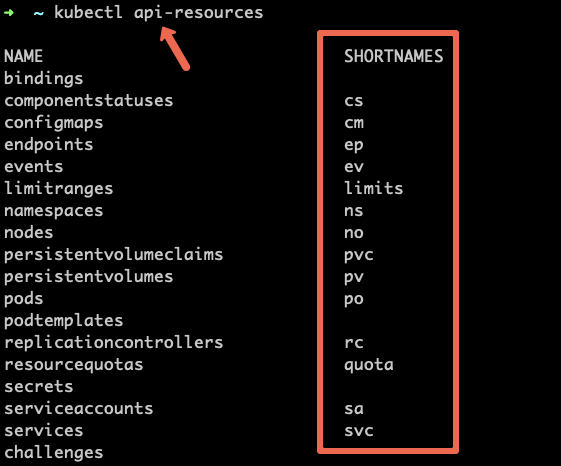 ➜ ~ kubectl api-resources
NAME SHORTNAMES
bindings
componentstatuses cs
configmaps cm
endpoints ep
events ev
limitranges limits
namespaces ns
nodes no
persistentvolumeclaims pvc
persistentvolumes pv
pods po
podtemplates
replicationcontrollers rc
resourcequotas quota
secrets
serviceaccounts sa
services svc
challenges